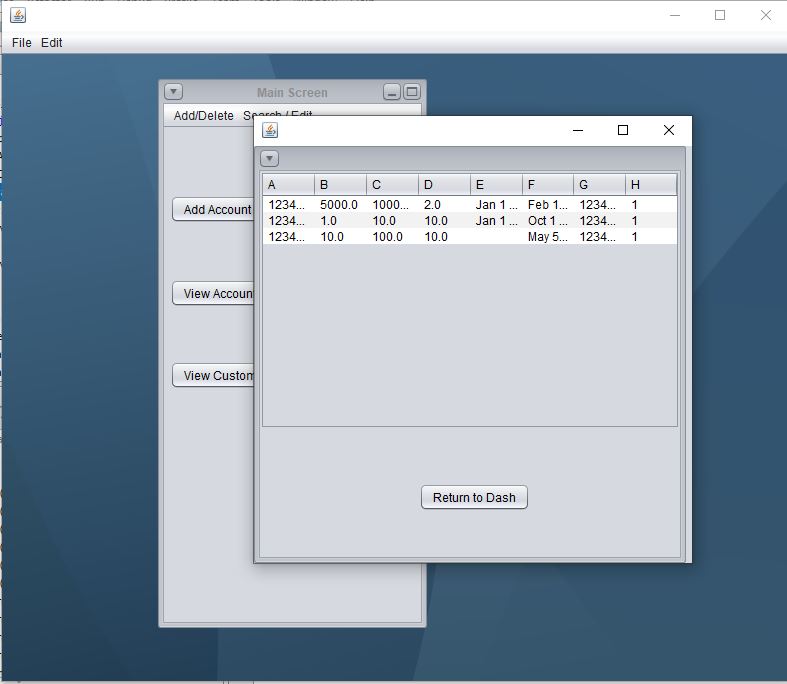 File Edit
Main Screen
Add/Delete Search / Edit
A B C D E F G H
1234... 5000.0 1000... 2.0 Jan 1 ... Feb 1... 1234... 1
1234... 1.0 10.0 10.0 Jan 1 ... Oct 1 ... 1234... 1
1234... 10.0 100.0 10.0 May 5... 1234... 1
Add Account
View Accoun
View Custom
Return to Dash